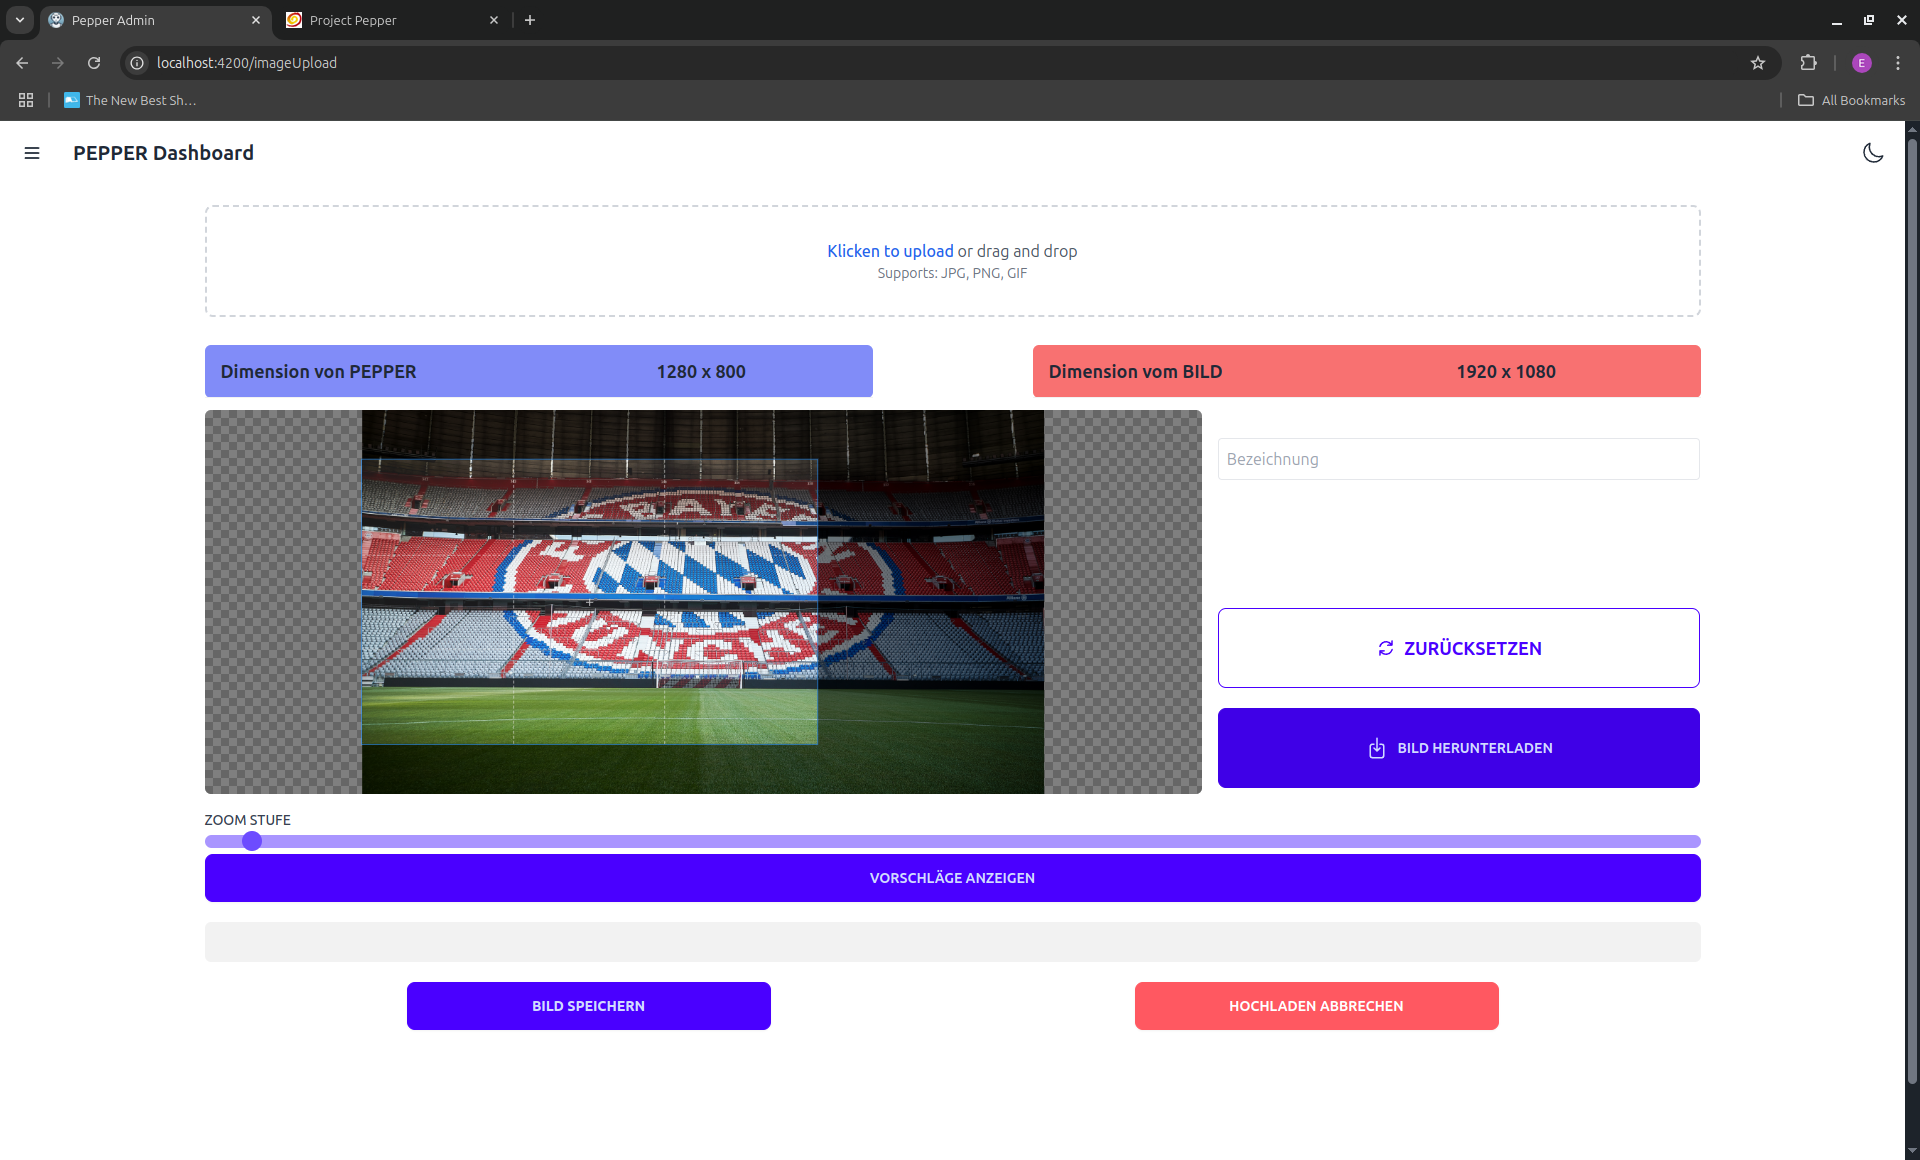 Pepper Admin
Project Pepper
localhost:4200/imageUpload
E
The New Best Sh...
All Bookmarks
PEPPER Dashboard
Klicken to upload or drag and drop
Supports: JPG, PNG, GIF
Dimension von PEPPER 1280 x 800
Dimension vom BILD 1920 x 1080
Bezeichnung
BAYE
MÜNCHEN
ZURÜCKSETZEN
BILD HERUNTERLADEN
ZOOM STUFE
VORSCHLÄGE ANZEIGEN
BILD SPEICHERN
HOCHLADEN ABBRECHEN